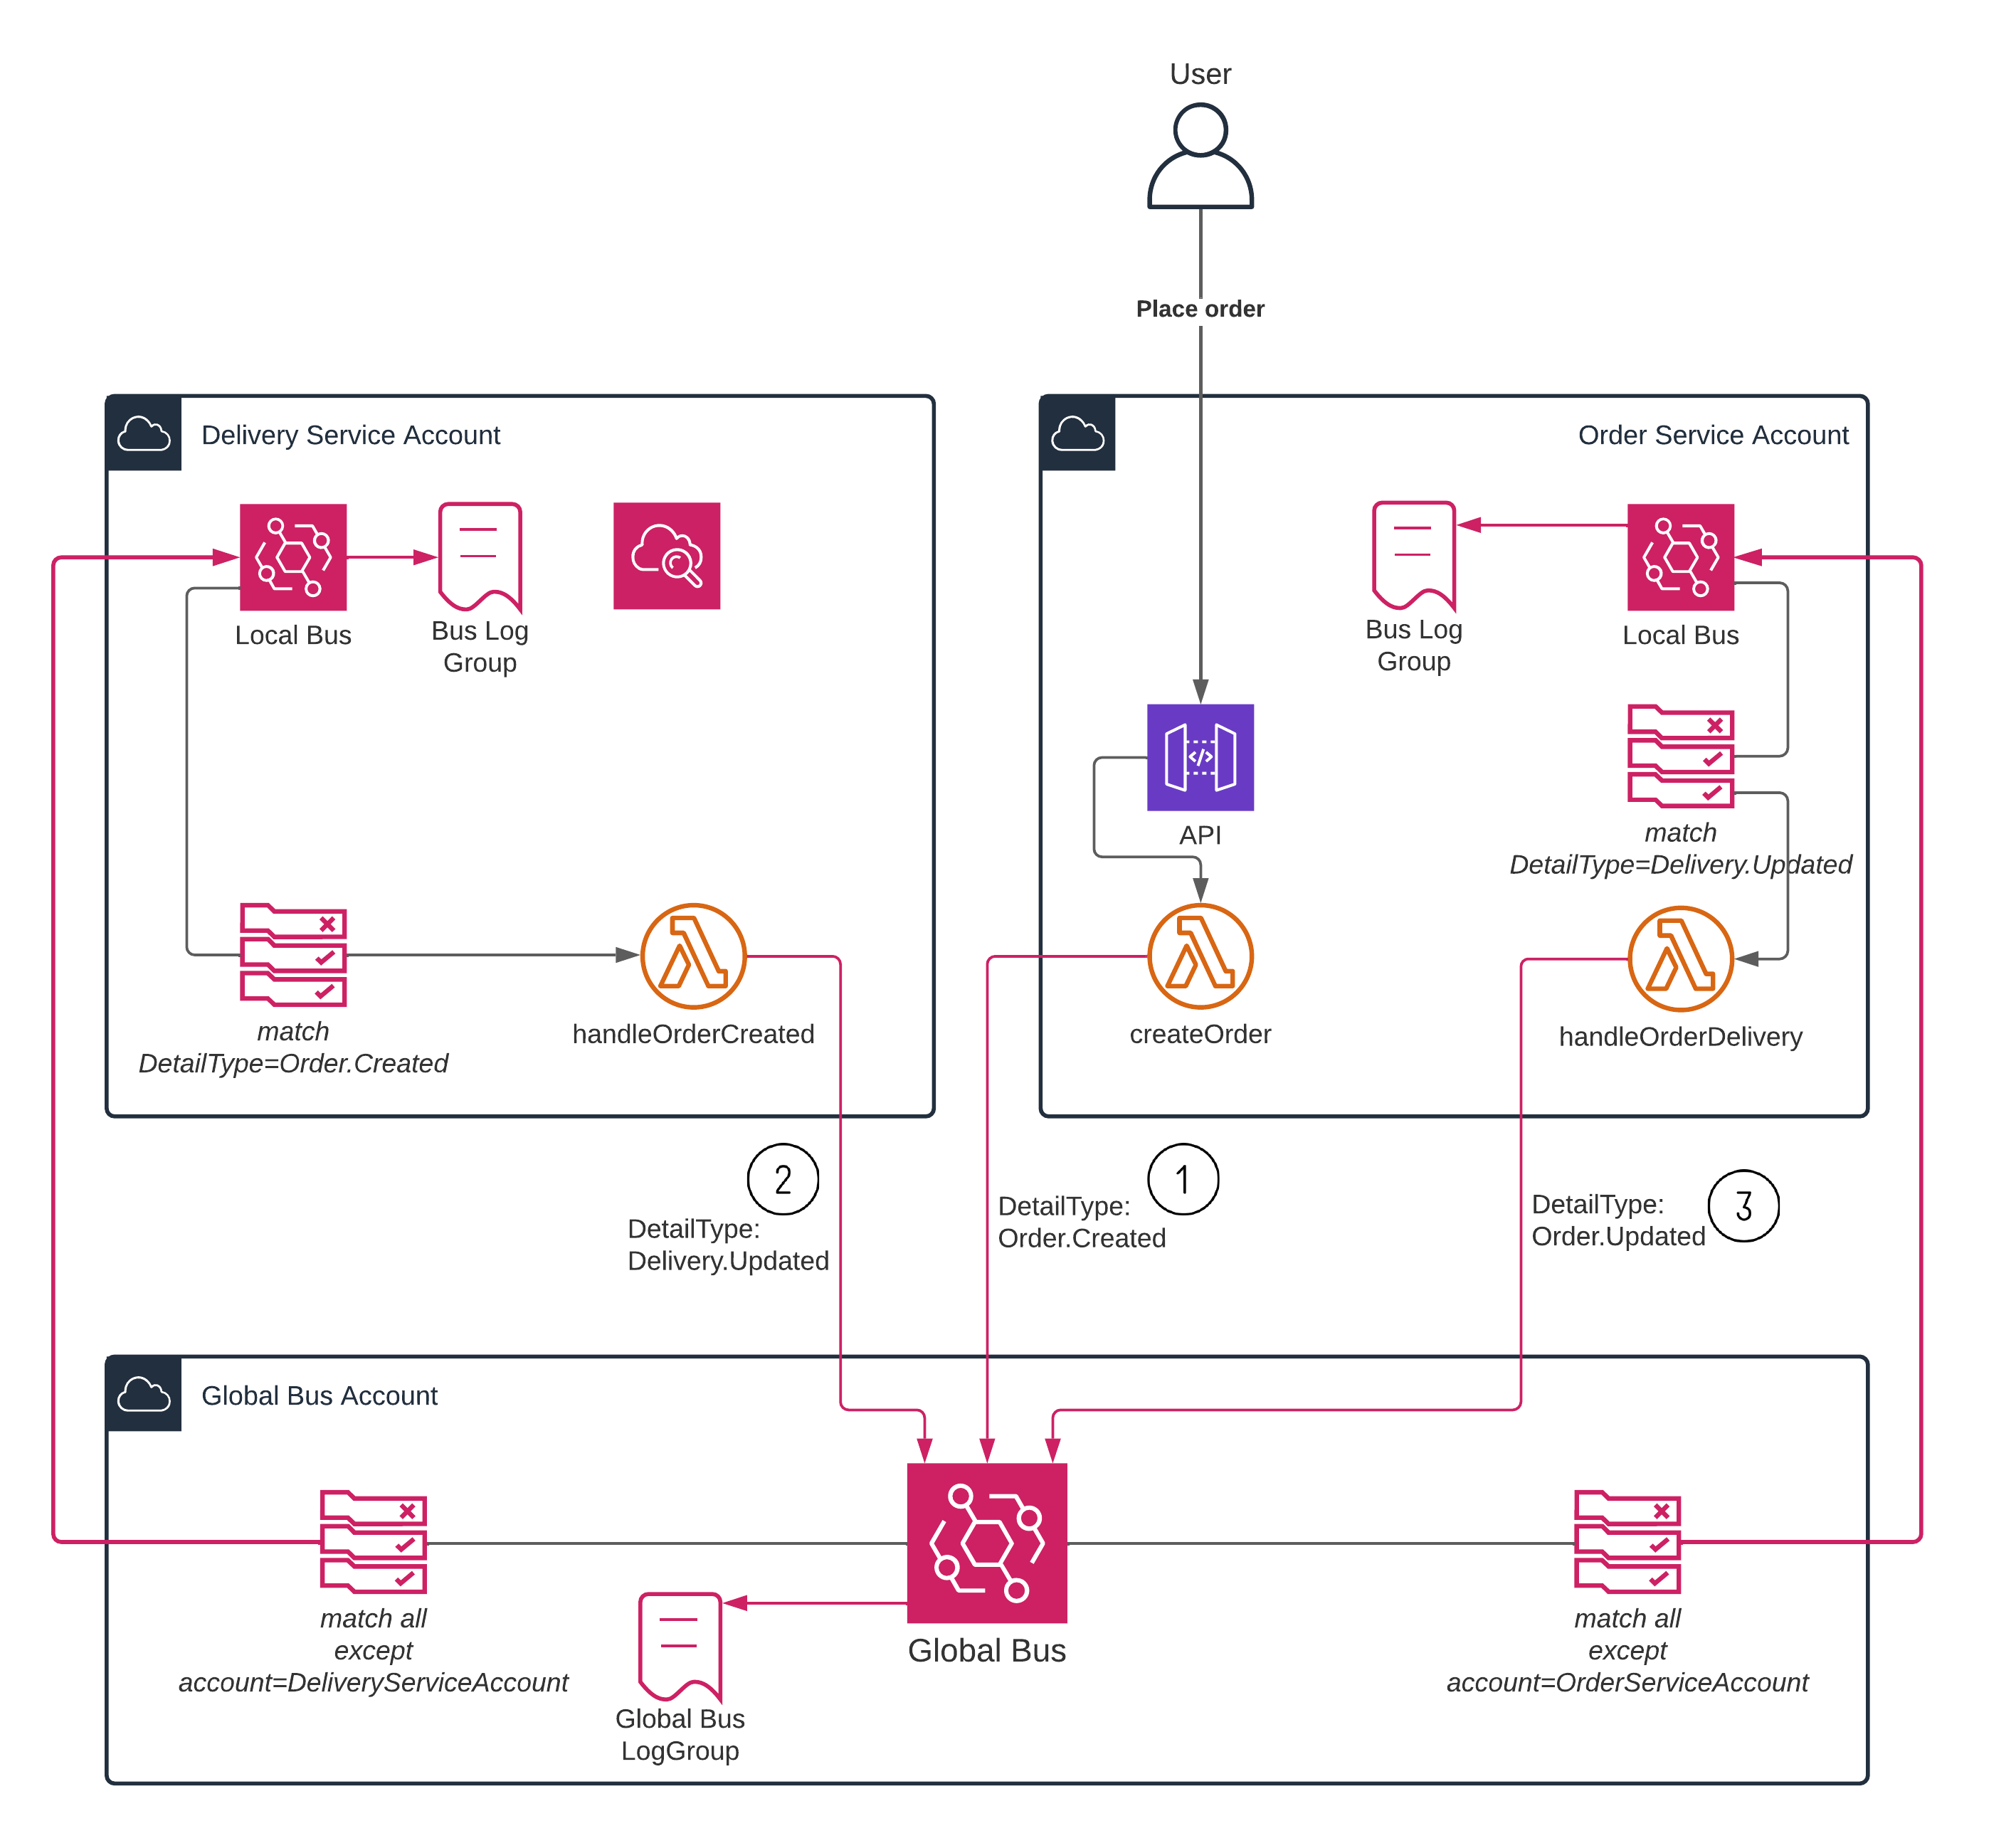 User
Place order
Delivery Service Account
Order Service Account
Local Bus
Bus Log
Group
Bus Log
Group
Local Bus
API
match
DetailType=Delivery.Updated
match
DetailType=Order.Created
handleOrderCreated
createOrder
handleOrderDelivery
2
DetailType:
Delivery.Updated
1
DetailType:
Order.Created
3
DetailType:
Order.Updated
Global Bus Account
match all
except
account=DeliveryServiceAccount
Global Bus
LogGroup
Global Bus
match all
except
account=OrderServiceAccount